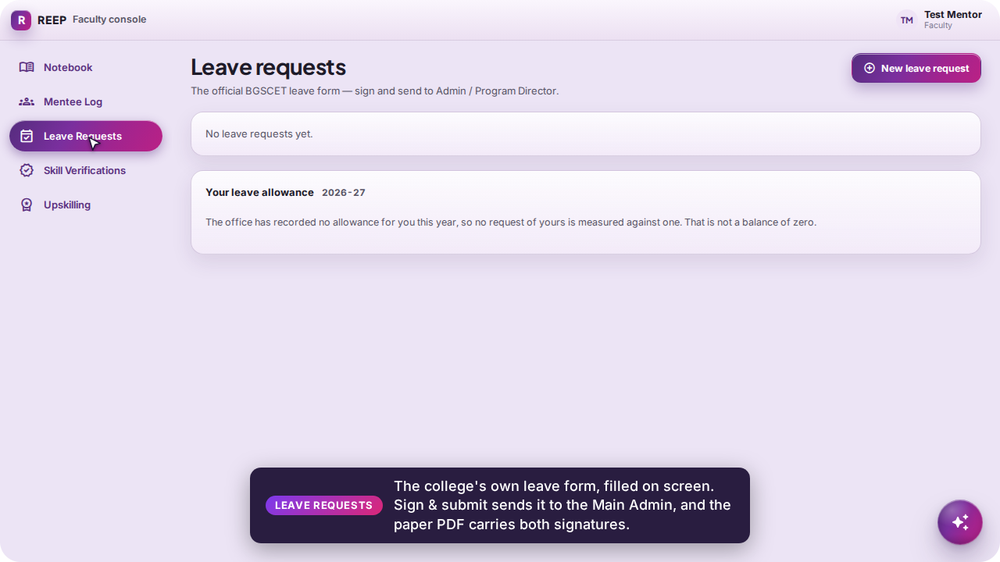 R REEP Faculty console
TM Test Mentor
Faculty
Notebook
Mentee Log
Leave Requests
Skill Verifications
Upskilling
Leave requests
The official BGSCET leave form — sign and send to Admin / Program Director.
New leave request
No leave requests yet.
Your leave allowance 2026-27
The office has recorded no allowance for you this year, so no request of yours is measured against one. That is not a balance of zero.
LEAVE REQUESTS
The college's own leave form, filled on screen.
Sign & submit sends it to the Main Admin, and the
paper PDF carries both signatures.